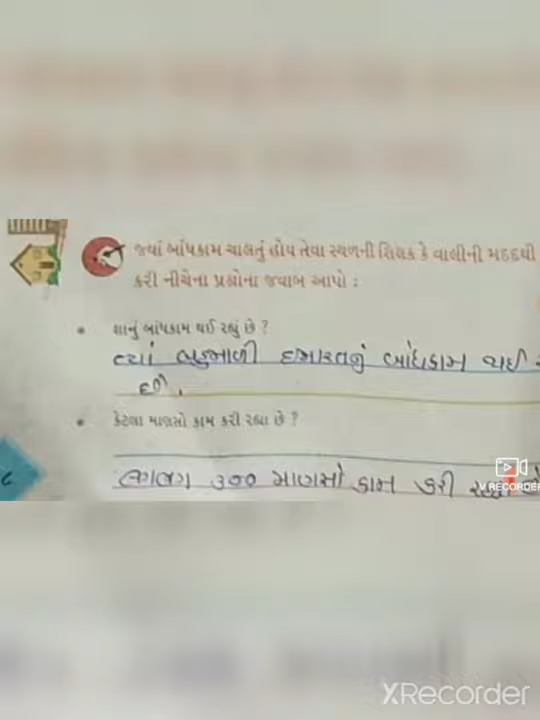 જ્યાં બાંધકામ ચાલતું હોય તેવા સ્થળની શિક્ષક કે વાલીની મદદથી
કરી નીચેના પ્રશ્નોના જવાબ આપો :
શાનું બાંધકામ થઈ રહ્યું છે ?
ત્યાં બહુમાળી ઇમારતનું બાંધકામ થઈ
છે.
કેટલા માણસો કામ કરી રહ્યા છે ?
લગભગ ૩૦૦ માણસો કામ કરી રહ્યા છે
V RECORDER
XRecorder